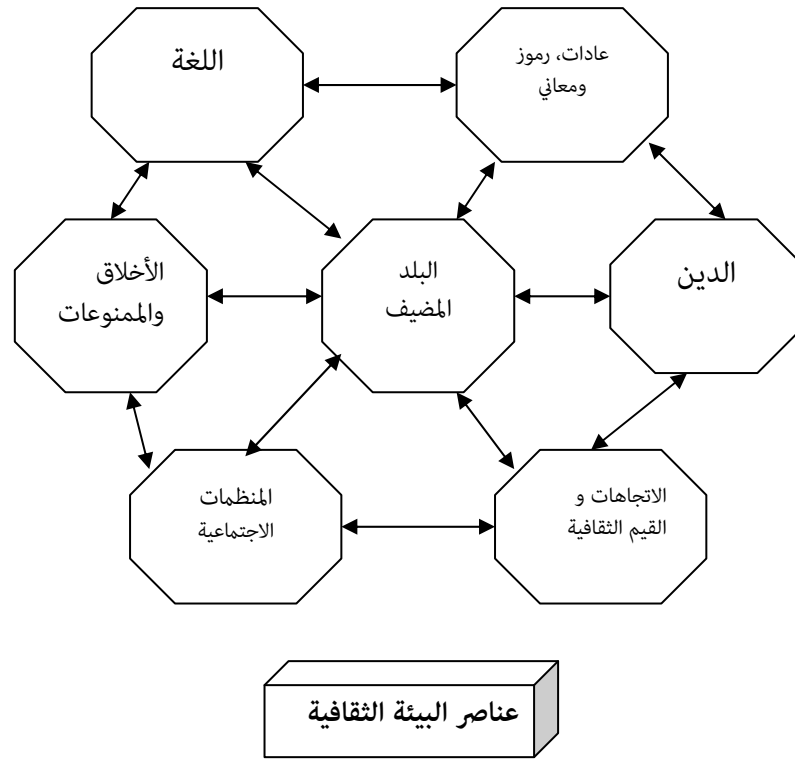 عادات، رموز
ومعاني
اللغة
الدين
البلد
المضيف
الأخلاق
والممنوعات
الاتجاهات و
القيم الثقافية
المنظمات
الاجتماعية
عناصر البيئة الثقافية